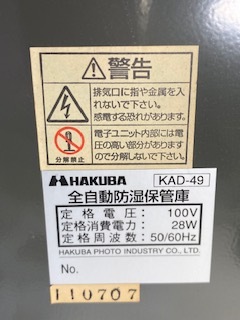 警告
排気口に指や金属を入れないで下さい。
感電する恐れがあります。
電子ユニット内部には電圧の高い部分がありますので分解しないで下さい。
分解禁止
HAKUBA KAD-49
全自動防湿保管庫
定格電圧: 100V
定格消費電力: 28W
定格周波数: 50/60Hz
HAKUBA PHOTO INDUSTRY CO., LTD.
No.
110707